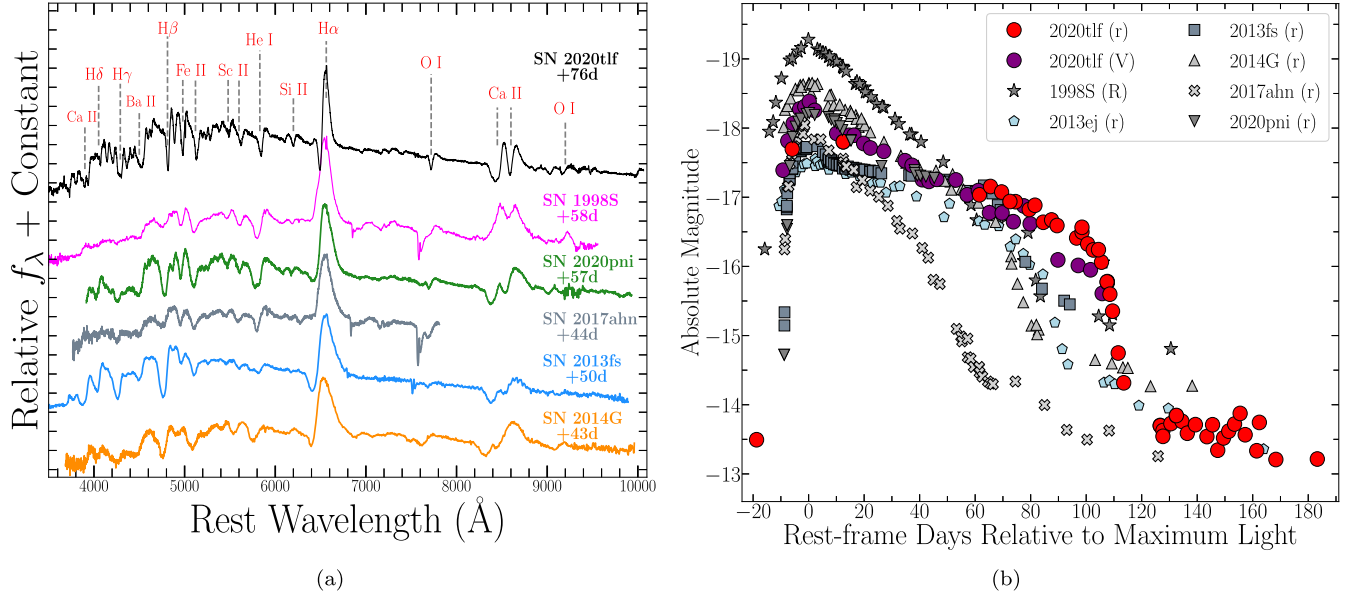 Relative fλ + Constant
Hβ
Hα
He I
SN 2020tlf
+76d
Hδ
Hγ
Fe II
Sc II
O I
Si II
Ca II
Ba II
Ca II
O I
SN 1998S
+58d
SN 2020pni
+57d
SN 2017ahn
+44d
SN 2013fs
+50d
SN 2014G
+43d
4000 5000 6000 7000 8000 9000 10000
Rest Wavelength (Å)
(a)
Absolute Magnitude
−19
−18
−17
−16
−15
−14
−13
2020tlf (r)
2020tlf (V)
1998S (R)
2013ej (r)
2013fs (r)
2014G (r)
2017ahn (r)
2020pni (r)
−20 0 20 40 60 80 100 120 140 160 180
Rest-frame Days Relative to Maximum Light
(b)